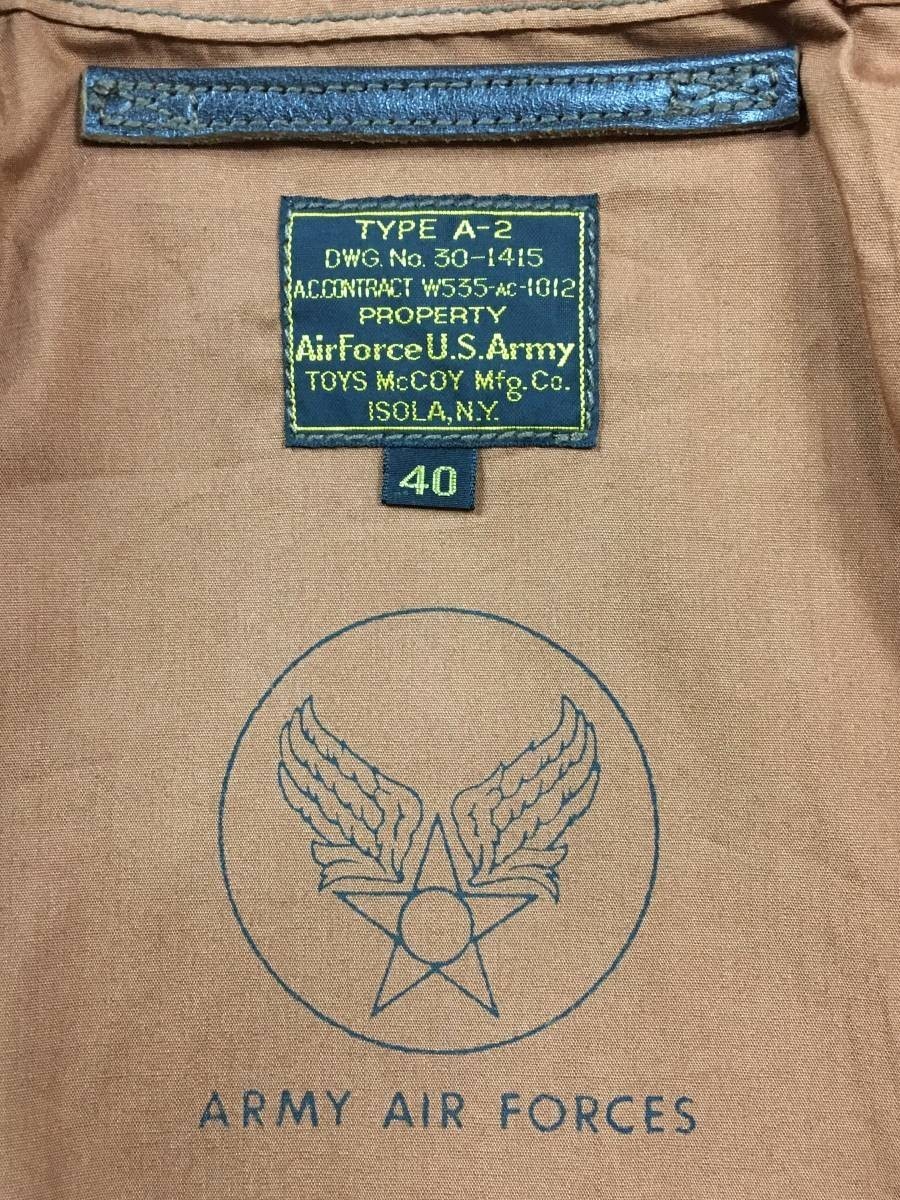 TYPE A-2
DWG. No. 30-1415
A.C.CONTRACT W535-AC-1012
PROPERTY
AirForce U.S.Army
TOYS McCOY Mfg. Co.
ISOLA, N.Y.
40
ARMY AIR FORCES